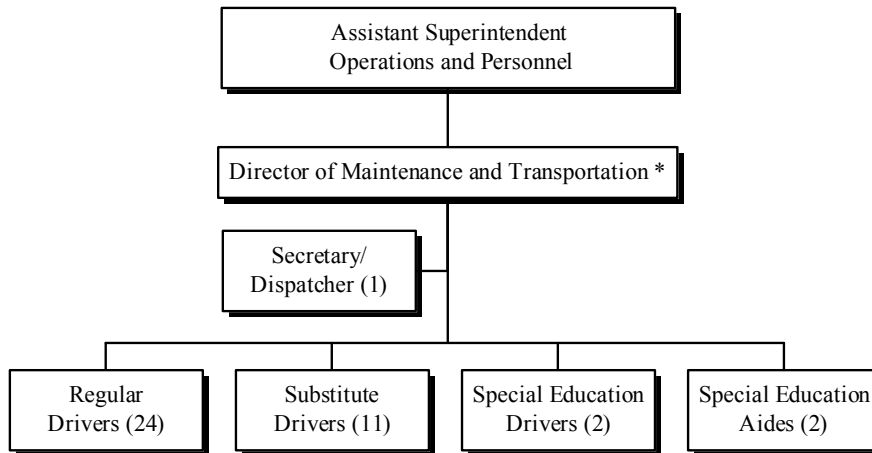 Assistant Superintendent
Operations and Personnel
Director of Maintenance and Transportation *
Secretary/
Dispatcher (1)
Regular
Drivers (24)
Substitute
Drivers (11)
Special Education
Drivers (2)
Special Education
Aides (2)